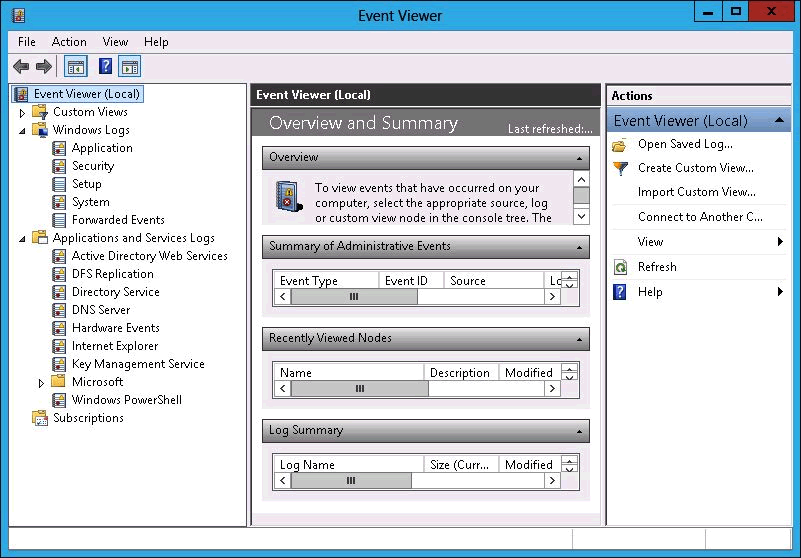 Event Viewer
File Action View Help
Event Viewer (Local)
Custom Views
Windows Logs
Application
Security
Setup
System
Forwarded Events
Applications and Services Logs
Active Directory Web Services
DFS Replication
Directory Service
DNS Server
Hardware Events
Internet Explorer
Key Management Service
Microsoft
Windows PowerShell
Subscriptions
Event Viewer (Local)
Overview and Summary Last refreshed:...
Overview
To view events that have occurred on your
computer, select the appropriate source, log
or custom view node in the console tree. The
Summary of Administrative Events
Event Type Event ID Source Lo
Recently Viewed Nodes
Name Description Modified
Log Summary
Log Name Size (Curr... Modified
Actions
Event Viewer (Local)
Open Saved Log...
Create Custom View...
Import Custom View...
Connect to Another C...
View
Refresh
Help